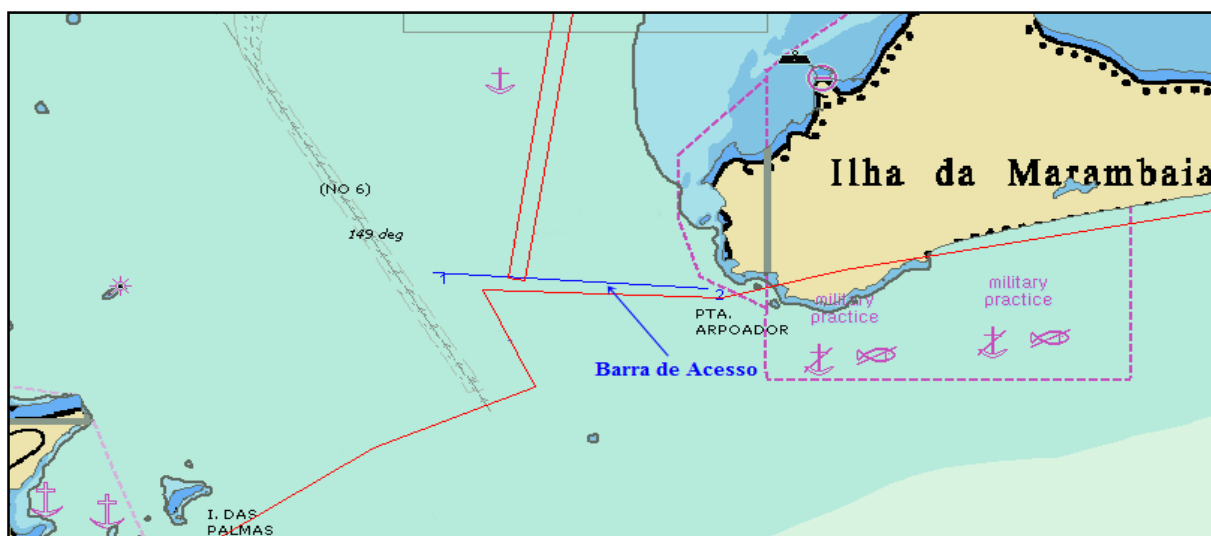 (NO 6)
149 deg
Ilha da Marambaia
1
2
PTA.
ARPOADOR
military
practice
military
practice
Barra de Acesso
I. DAS
PALMAS